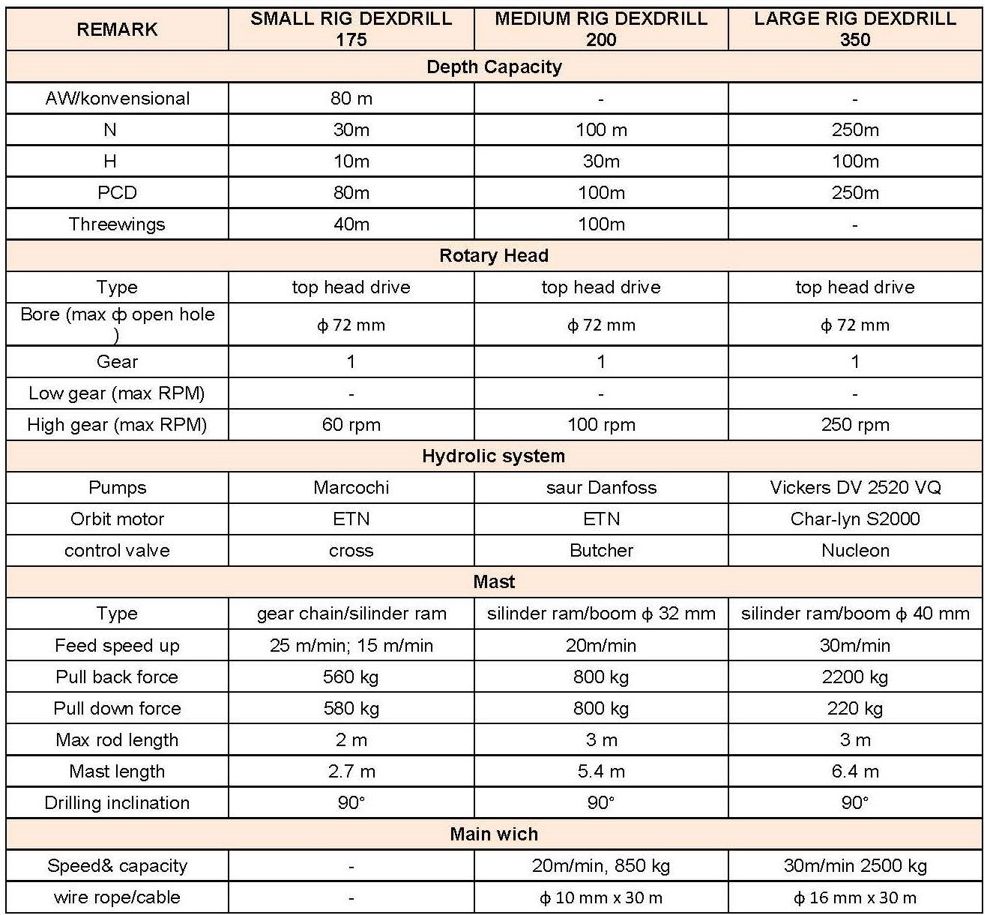 REMARK SMALL RIG DEXDRILL 175 MEDIUM RIG DEXDRILL 200 LARGE RIG DEXDRILL 350
Depth Capacity
AW/konvensional 80 m - -
N 30m 100 m 250m
H 10m 30m 100m
PCD 80m 100m 250m
Threewings 40m 100m -
Rotary Head
Type top head drive top head drive top head drive
Bore (max ф open hole ) ф 72 mm ф 72 mm ф 72 mm
Gear 1 1 1
Low gear (max RPM) - - -
High gear (max RPM) 60 rpm 100 rpm 250 rpm
Hydrolic system
Pumps Marcochi saur Danfoss Vickers DV 2520 VQ
Orbit motor ETN ETN Char-lyn S2000
control valve cross Butcher Nucleon
Mast
Type gear chain/silinder ram silinder ram/boom ф 32 mm silinder ram/boom ф 40 mm
Feed speed up 25 m/min; 15 m/min 20m/min 30m/min
Pull back force 560 kg 800 kg 2200 kg
Pull down force 580 kg 800 kg 220 kg
Max rod length 2 m 3 m 3 m
Mast length 2.7 m 5.4 m 6.4 m
Drilling inclination 90° 90° 90°
Main wich
Speed& capacity - 20m/min, 850 kg 30m/min 2500 kg
wire rope/cable - ф 10 mm x 30 m ф 16 mm x 30 m